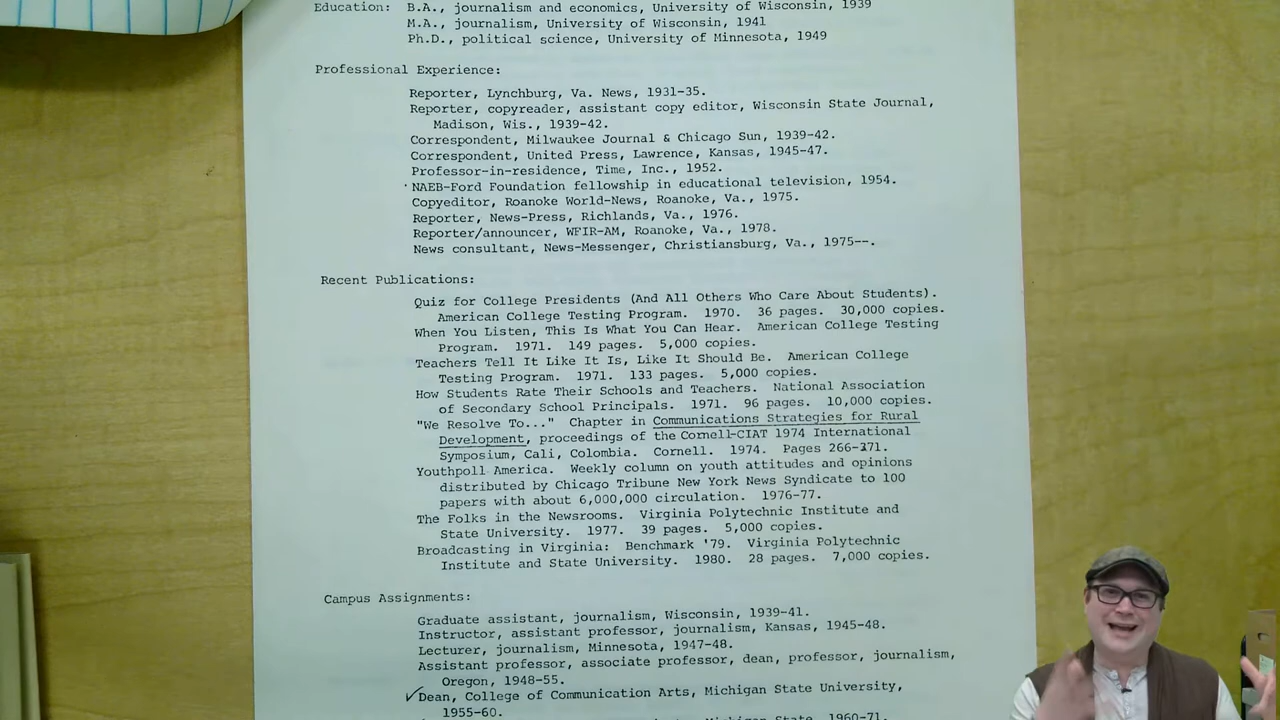 Education: B.A., journalism and economics, University of Wisconsin, 1939
M.A., journalism, University of Wisconsin, 1941
Ph.D., political science, University of Minnesota, 1949
Professional Experience:
Reporter, Lynchburg, Va. News, 1931-35.
Reporter, copyreader, assistant copy editor, Wisconsin State Journal,
Madison, Wis., 1939-42.
Correspondent, Milwaukee Journal & Chicago Sun, 1939-42.
Correspondent, United Press, Lawrence, Kansas, 1945-47.
Professor-in-residence, Time, Inc., 1952.
NAEB-Ford Foundation fellowship in educational television, 1954.
Copyeditor, Roanoke World-News, Roanoke, Va., 1975.
Reporter, News-Press, Richlands, Va., 1976.
Reporter/announcer, WFIR-AM, Roanoke, Va., 1978.
News consultant, News-Messenger, Christiansburg, Va., 1975--.
Recent Publications:
Quiz for College Presidents (And All Others Who Care About Students).
American College Testing Program. 1970. 36 pages. 30,000 copies.
When You Listen, This Is What You Can Hear. American College Testing
Program. 1971. 149 pages. 5,000 copies.
Teachers Tell It Like It Is, Like It Should Be. American College
Testing Program. 1971. 133 pages. 5,000 copies.
How Students Rate Their Schools and Teachers. National Association
of Secondary School Principals. 1971. 96 pages. 10,000 copies.
"We Resolve To..." Chapter in Communications Strategies for Rural
Development, proceedings of the Cornell-CIAT 1974 International
Symposium, Cali, Colombia. Cornell. 1974. Pages 266-271.
Youthpoll America. Weekly column on youth attitudes and opinions
distributed by Chicago Tribune New York News Syndicate to 100
papers with about 6,000,000 circulation. 1976-77.
The Folks in the Newsrooms. Virginia Polytechnic Institute and
State University. 1977. 39 pages. 5,000 copies.
Broadcasting in Virginia: Benchmark '79. Virginia Polytechnic
Institute and State University. 1980. 28 pages. 7,000 copies.
Campus Assignments:
Graduate assistant, journalism, Wisconsin, 1939-41.
Instructor, assistant professor, journalism, Kansas, 1945-48.
Lecturer, journalism, Minnesota, 1947-48.
Assistant professor, associate professor, dean, professor, journalism,
Oregon, 1948-55.
Dean, College of Communication Arts, Michigan State University,
1955-60.
Michigan State, 1960-71.